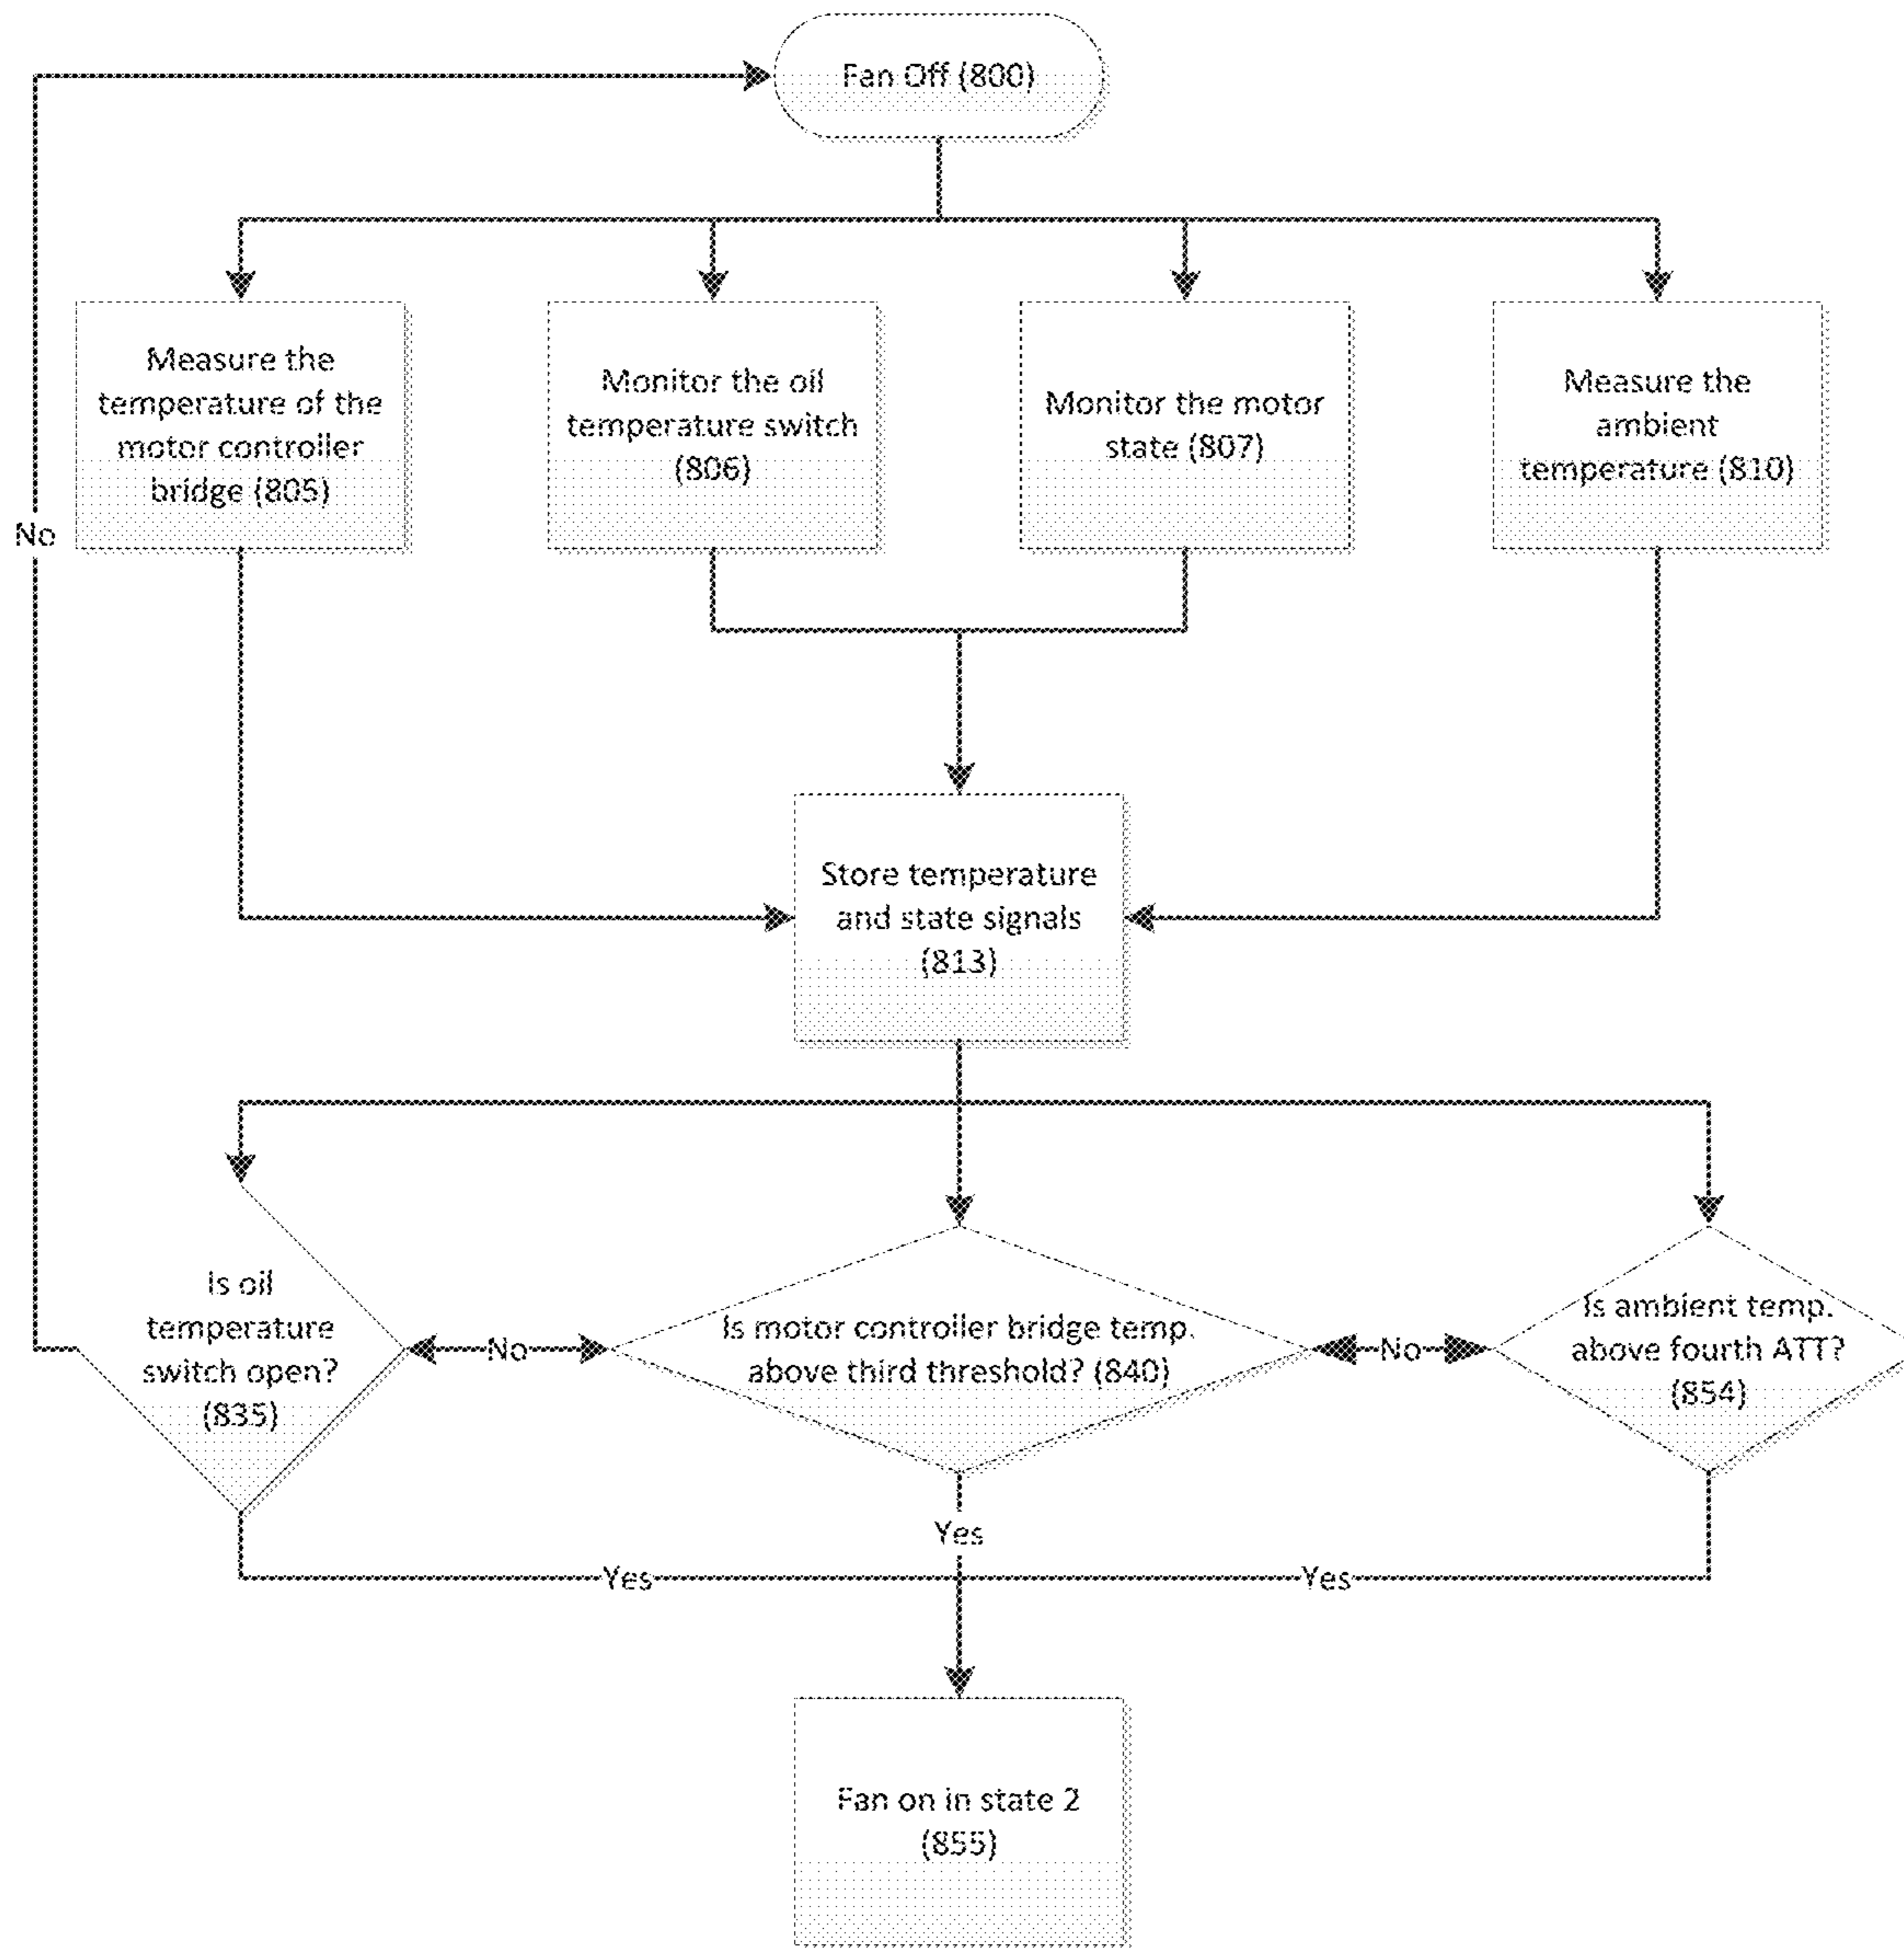 Fan Off (800)
Measure the
temperature of the
motor controller
bridge (805)
Monitor the oil
temperature switch
(806)
Monitor the motor
state (807)
Measure the
ambient
temperature (810)
No
Store temperature
and state signals
(813)
Is oil
temperature
switch open?
(835)
No
Is motor controller bridge temp.
above third threshold? (840)
No
Is ambient temp.
above fourth ATT?
(854)
Yes
Yes
Yes
Fan on in state 2
(855)